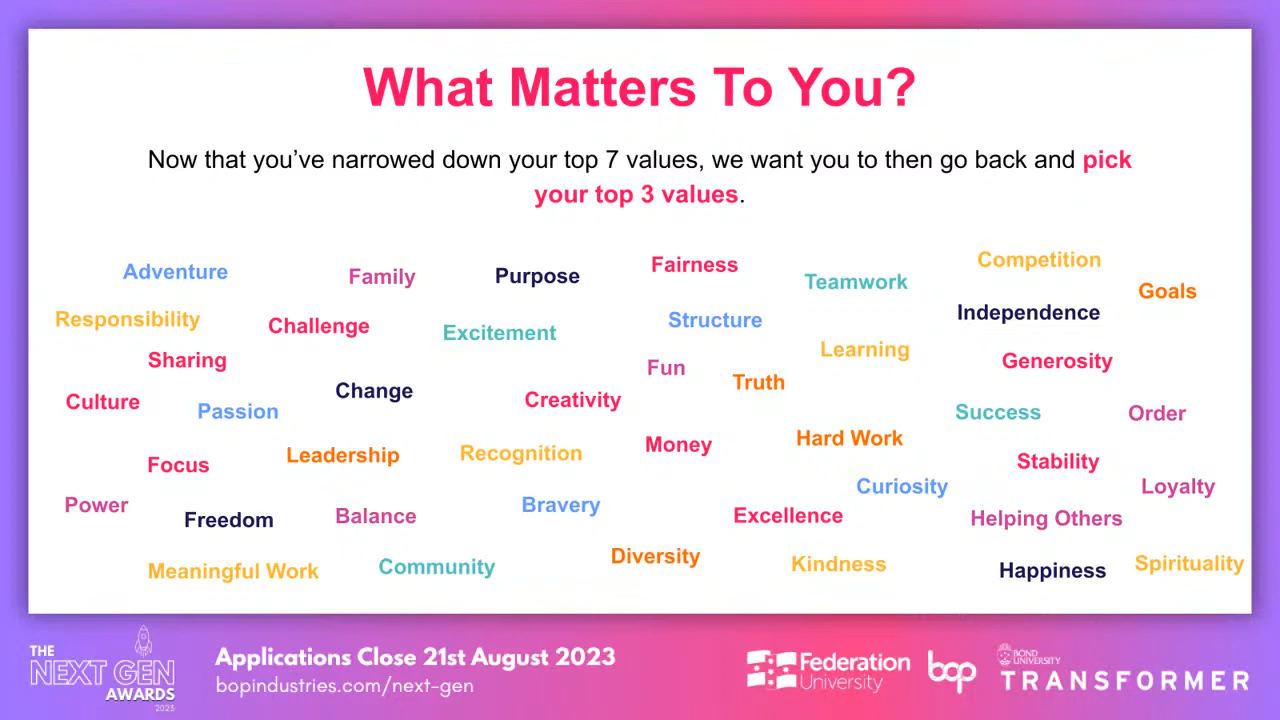 What Matters To You?
Now that you've narrowed down your top 7 values, we want you to then go back and pick
your top 3 values.
Adventure Family Purpose Fairness Teamwork Competition
Goals
Responsibility Challenge Excitement Structure Independence
Sharing Fun Truth Learning Generosity
Culture Passion Change Creativity Success Order
Focus Leadership Recognition Money Hard Work Stability
Power Freedom Balance Bravery Excellence Curiosity Helping Others Loyalty
Meaningful Work Community Diversity Kindness Happiness Spirituality
THE
NEXT GEN
AWARDS
2023
Applications Close 21st August 2023
bopindustries.com/next-gen
Federation
University
bop
BOND
UNIVERSITY
TRANSFORMER